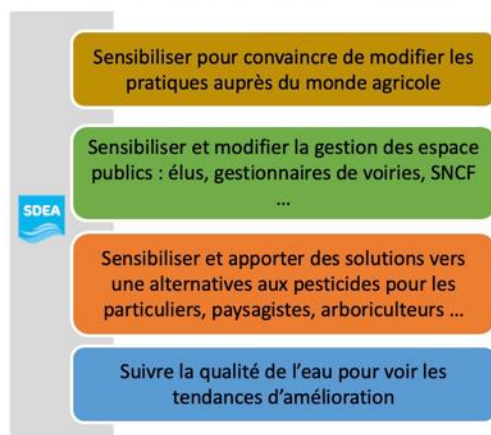 Sensibiliser pour convaincre de modifier les
pratiques auprès du monde agricole
Sensibiliser et modifier la gestion des espace
publics : élus, gestionnaires de voiries, SNCF
...
SDEA
Sensibiliser et apporter des solutions vers
une alternatives aux pesticides pour les
particuliers, paysagistes, arboriculteurs ...
Suivre la qualité de l’eau pour voir les
tendances d’amélioration